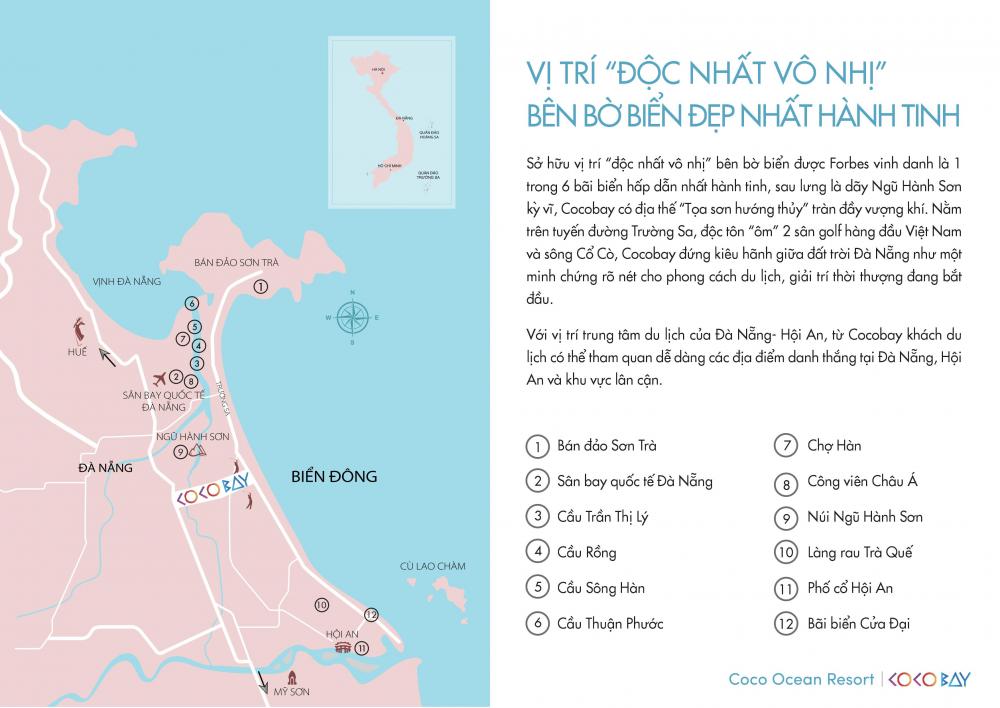 HÀ NỘI
ĐÀ NẴNG
QUẦN ĐẢO
HOÀNG SA
HỒ CHÍ MINH
QUẦN ĐẢO
TRƯỜNG SA
BÁN ĐẢO SƠN TRÀ
1
VỊNH ĐÀ NẴNG
6
5
7
4
3
N
W
E
S
HUẾ
2
8
SÂN BAY QUỐC TẾ
ĐÀ NẴNG
TRƯỜNG SA
NGŨ HÀNH SƠN
9
ĐÀ NẴNG
BIỂN ĐÔNG
COCO BAY
CÙ LAO CHÀM
10
12
HỘI AN
11
MỸ SƠN
VỊ TRÍ “ĐỘC NHẤT VÔ NHỊ”
BÊN BỜ BIỂN ĐẸP NHẤT HÀNH TINH
Sở hữu vị trí “độc nhất vô nhị” bên bờ biển được Forbes vinh danh là 1
trong 6 bãi biển hấp dẫn nhất hành tinh, sau lưng là dãy Ngũ Hành Sơn
kỳ vĩ, Cocobay có địa thế “Tọa sơn hướng thủy” tràn đầy vượng khí. Nằm
trên tuyến đường Trường Sa, độc tôn “ôm” 2 sân golf hàng đầu Việt Nam
và sông Cổ Cò, Cocobay đứng kiêu hãnh giữa đất trời Đà Nẵng như một
minh chứng rõ nét cho phong cách du lịch, giải trí thời thượng đang bắt
đầu.
Với vị trí trung tâm du lịch của Đà Nẵng- Hội An, từ Cocobay khách du
lịch có thể tham quan dễ dàng các địa điểm danh thắng tại Đà Nẵng, Hội
An và khu vực lân cận.
1 Bán đảo Sơn Trà
2 Sân bay quốc tế Đà Nẵng
3 Cầu Trần Thị Lý
4 Cầu Rồng
5 Cầu Sông Hàn
6 Cầu Thuận Phước
7 Chợ Hàn
8 Công viên Châu Á
9 Núi Ngũ Hành Sơn
10 Làng rau Trà Quế
11 Phố cổ Hội An
12 Bãi biển Cửa Đại
Coco Ocean Resort | COCO BAY